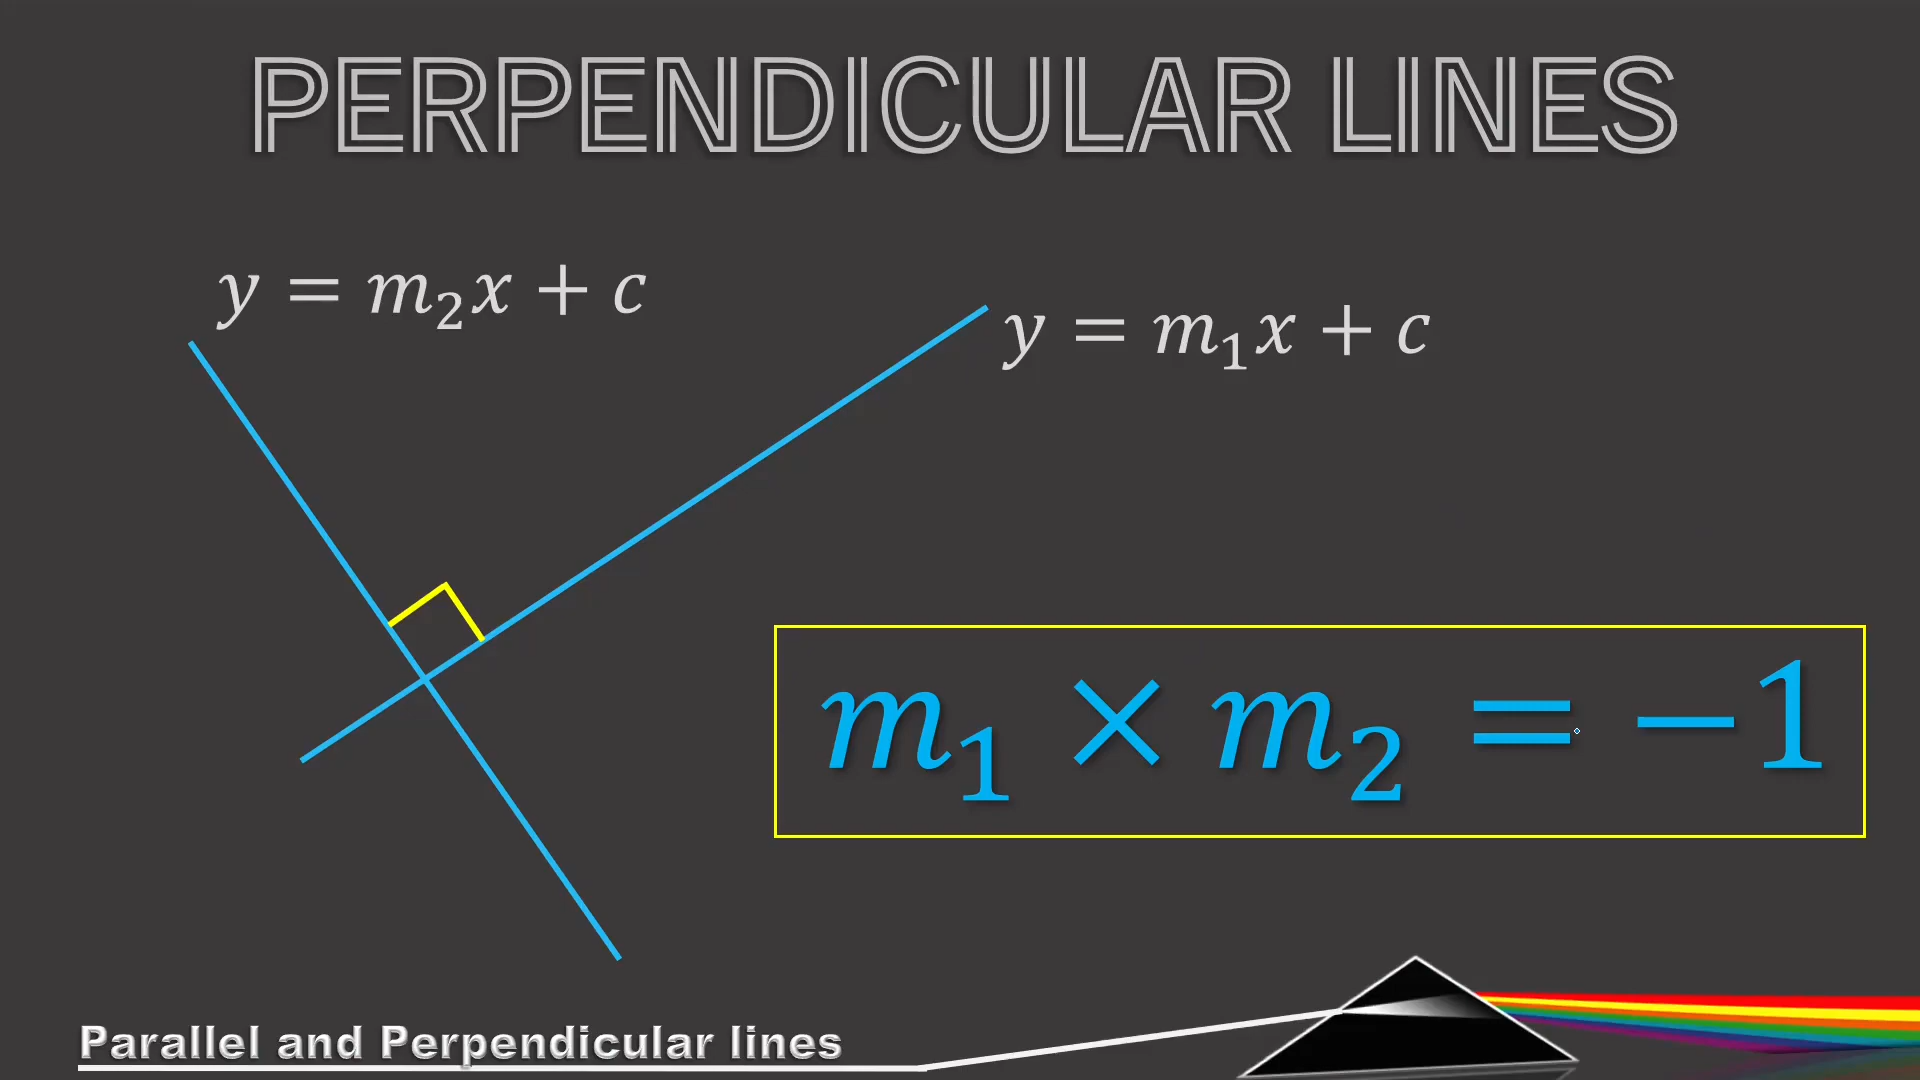 PERPENDICULAR LINES
y = m₂x + c
y = m₁x + c
m₁ × m₂ = −1
Parallel and Perpendicular lines